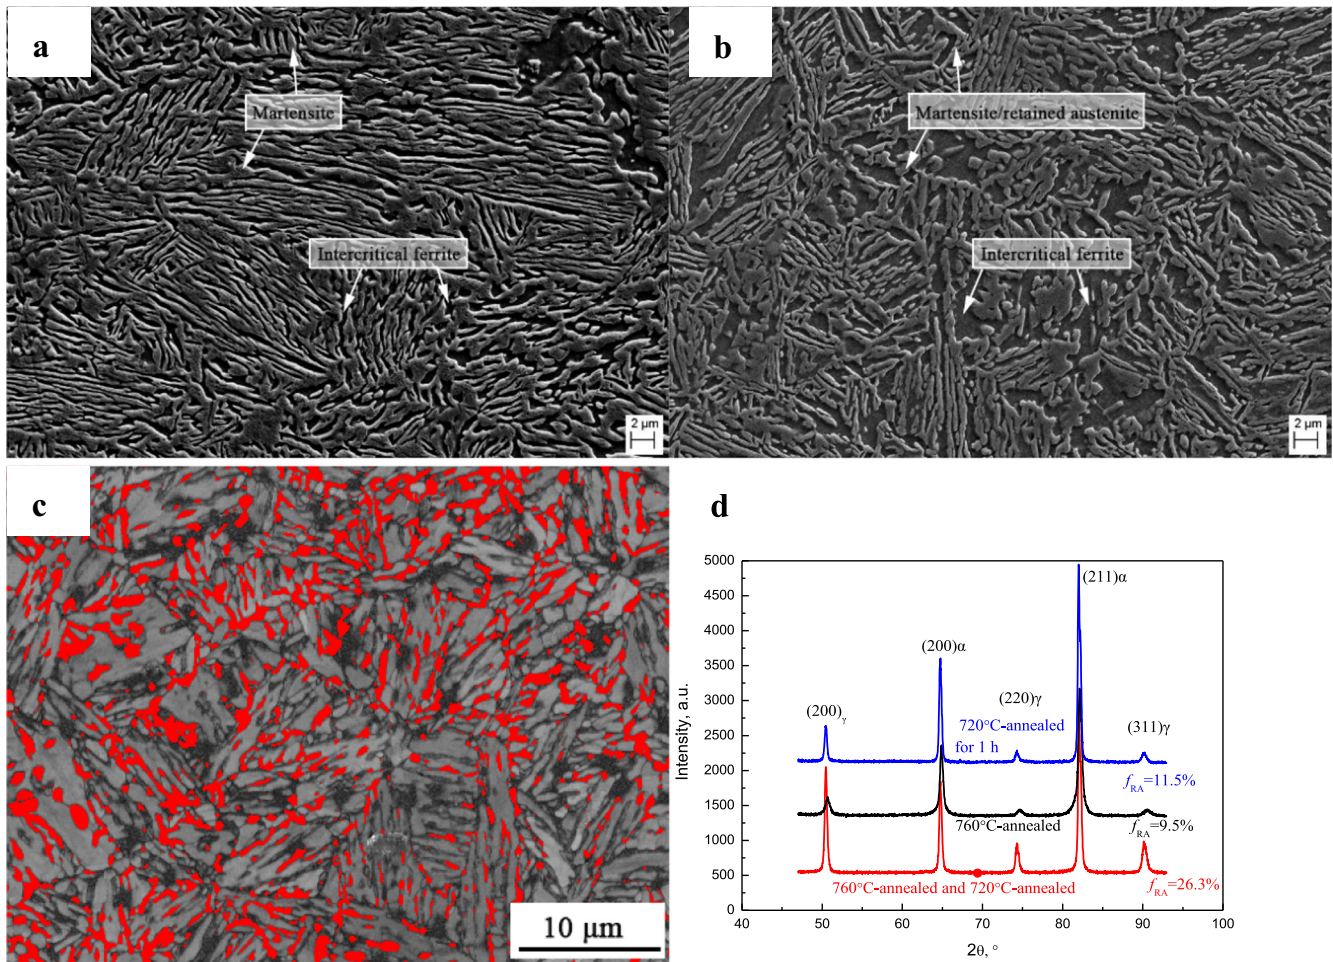 a
Martensite
Intercritical ferrite
2 μm
b
Martensite/retained austenite
Intercritical ferrite
2 μm
c
10 μm
d
5000
4500
4000
3500
3000
2500
2000
1500
1000
500
0
Intensity, a.u.
(200)γ
(200)α
(220)γ
(211)α
(311)γ
720°C-annealed
for 1 h
fRA=11.5%
760°C-annealed
fRA=9.5%
760°C-annealed and 720°C-annealed
fRA=26.3%
40 50 60 70 80 90 100
2θ, °